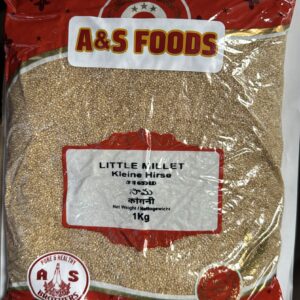 A&S FOODS
LITTLE MILLET
Kleine Hirse
कांगनी
Net Weight / Nettogewicht
1Kg
PURE & HEALTHY
A S
BROTHERS